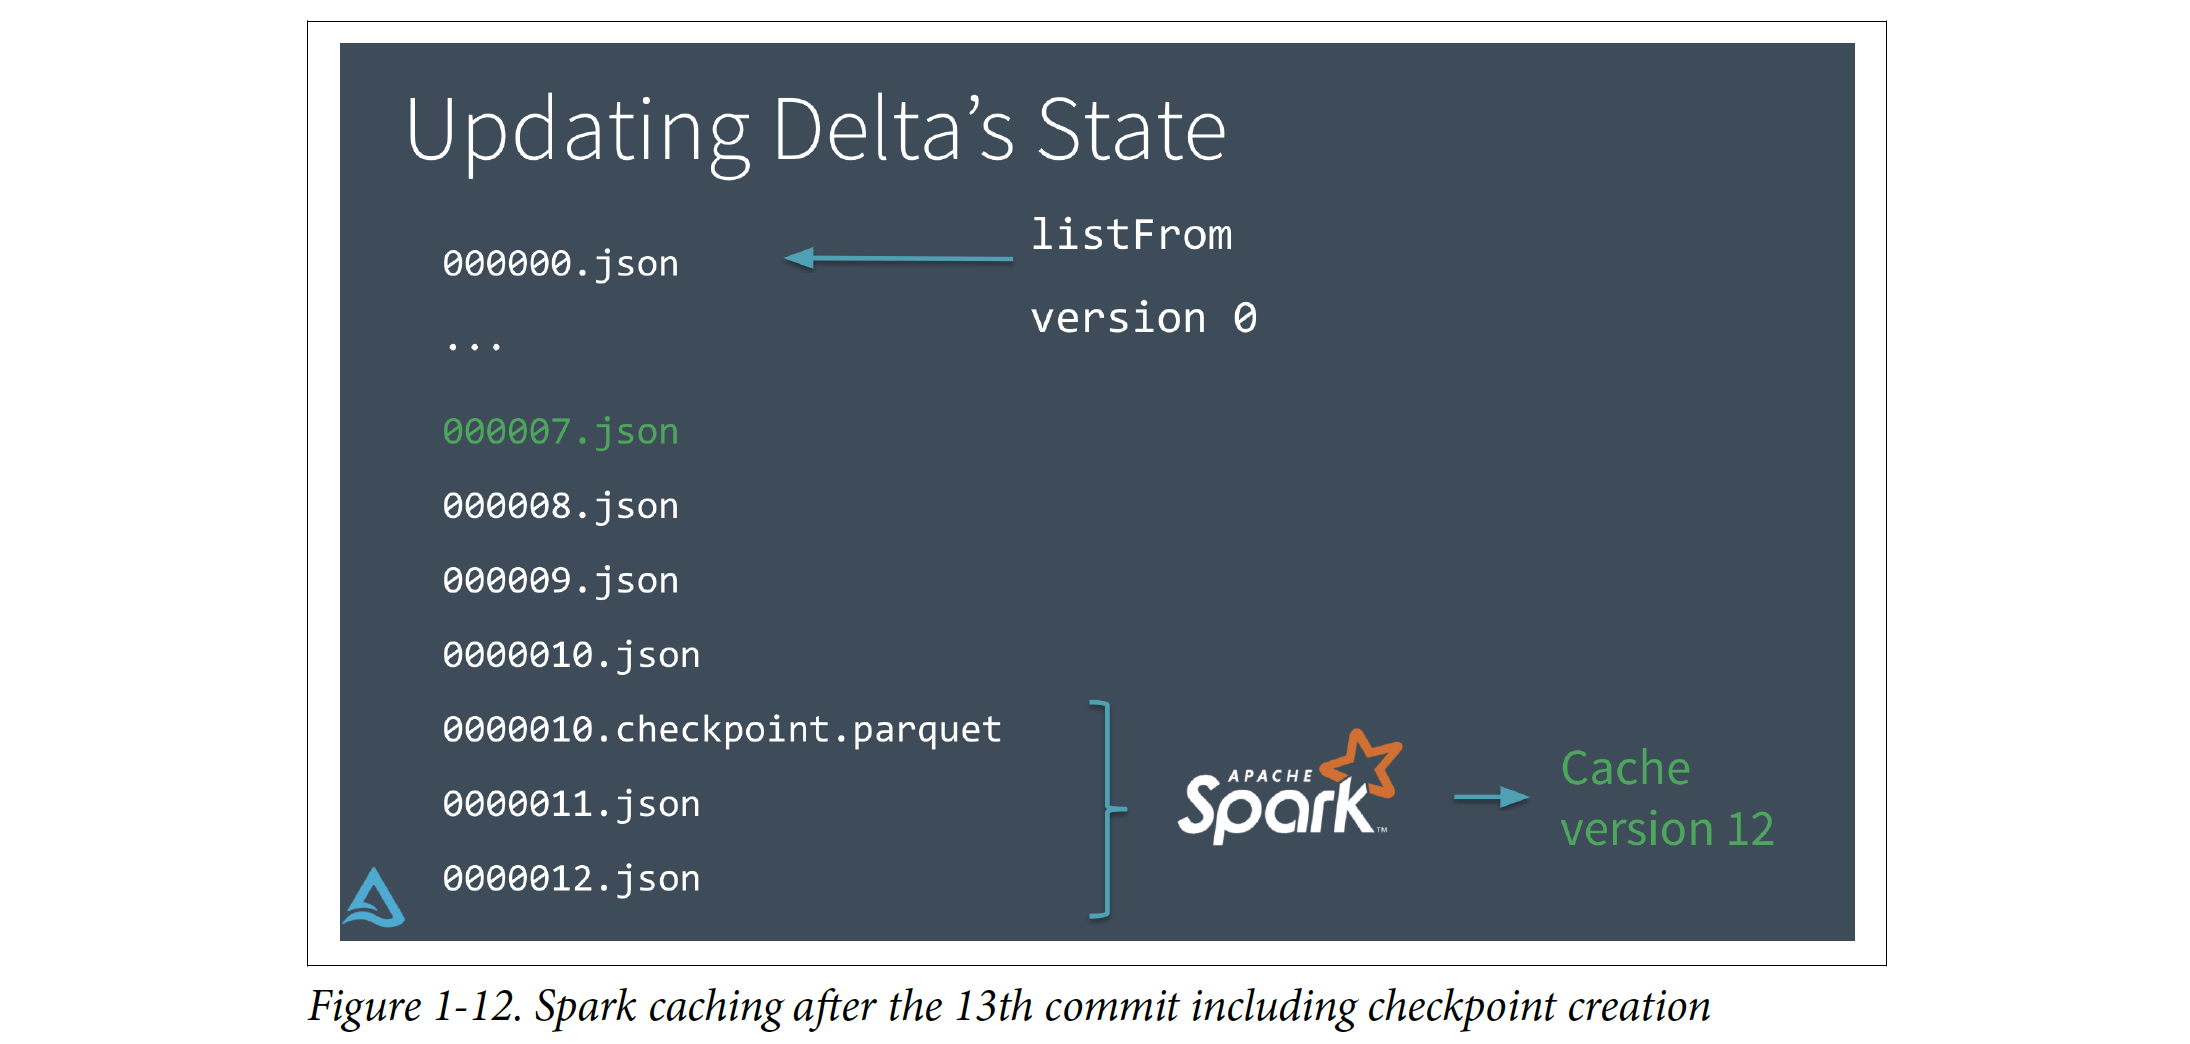 Updating Delta’s State
listFrom
000000.json
version 0
...
000007.json
000008.json
000009.json
0000010.json
0000010.checkpoint.parquet
0000011.json
0000012.json
APACHE
Spark™
Cache
version 12
Figure 1-12. Spark caching after the 13th commit including checkpoint creation